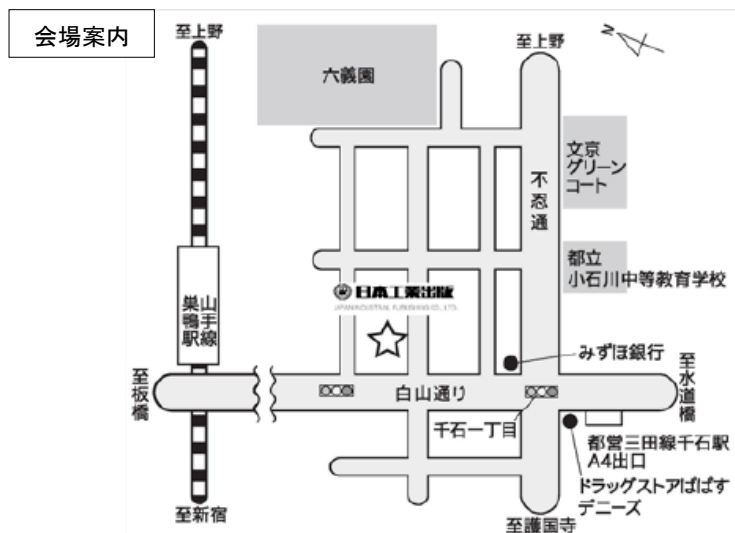 会場案内
至上野
六義園
至上野
N
文京
グリーン
コート
不忍通
都立
小石川中等教育学校
日本工業出版
JAPAN INDUSTRIAL PUBLISHING CO., LTD.
山手線
巣鴨駅
みずほ銀行
至板橋
白山通り
至水道橋
千石一丁目
都営三田線千石駅
A4出口
ドラッグストアぱぱす
デニーズ
至新宿
至護国寺